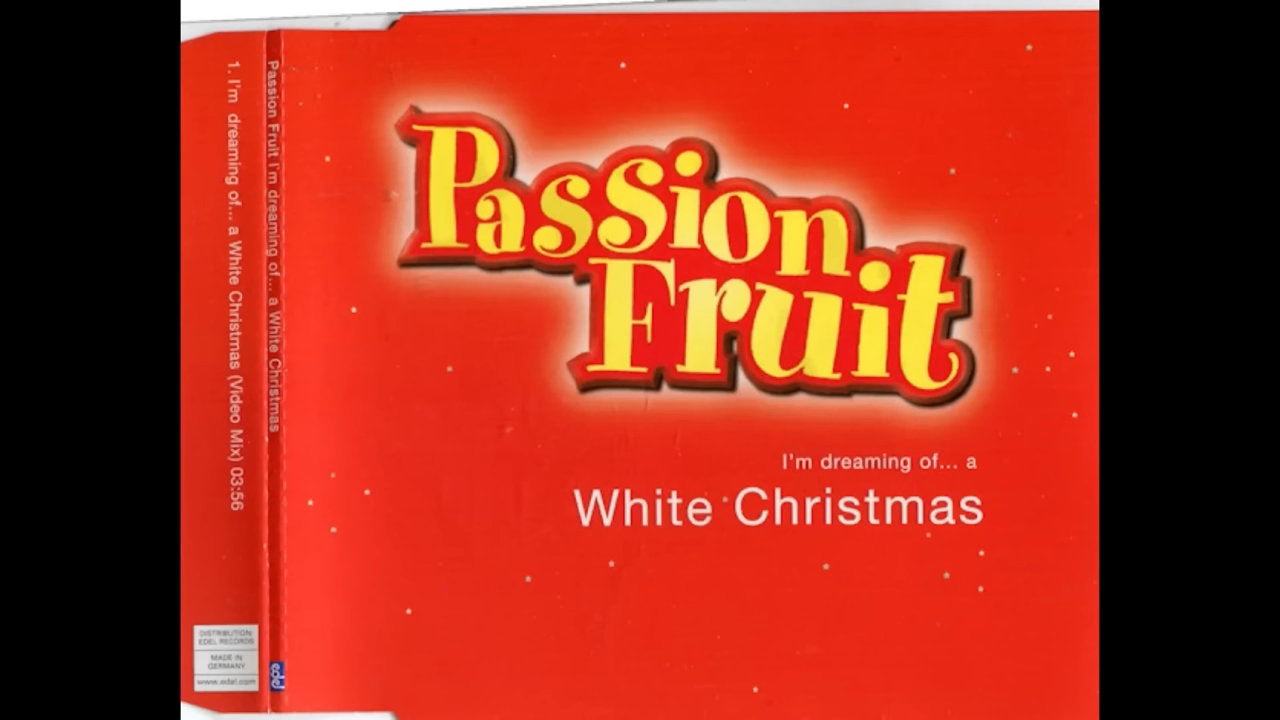 Passion
Fruit
I'm dreaming of... a
White Christmas
Passion Fruit I'm dreaming of... a White Christmas
1. I'm dreaming of... a White Christmas (Video Mix) 03:56
DISTRIBUTION:
EDEL RECORDS
MADE IN
GERMANY
www.edel.com
edel